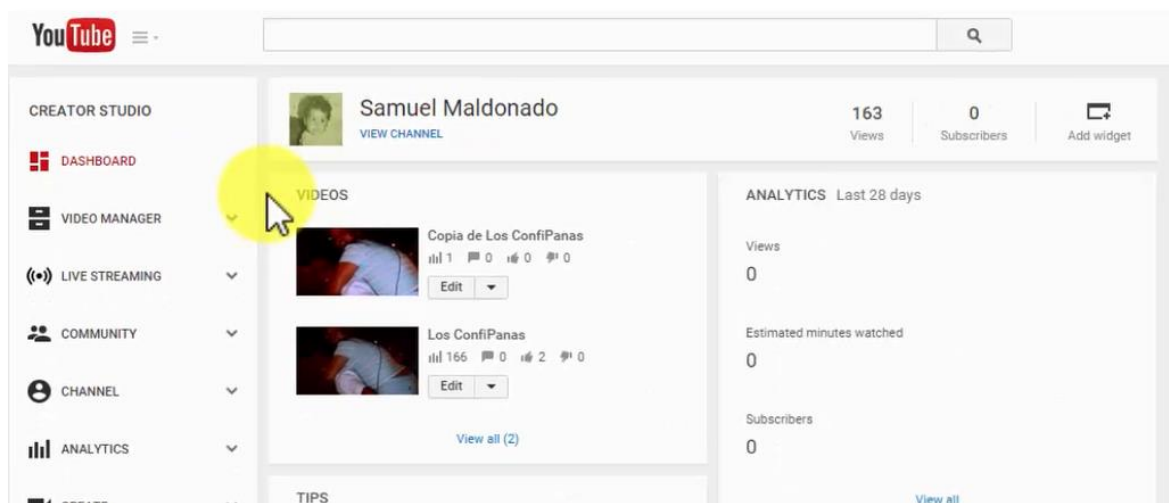 YouTube
CREATOR STUDIO
DASHBOARD
VIDEO MANAGER
LIVE STREAMING
COMMUNITY
CHANNEL
ANALYTICS
Samuel Maldonado
VIEW CHANNEL
163
Views
0
Subscribers
Add widget
VIDEOS
Copia de Los ConfiPanas
1 0 0 0
Edit
Los ConfiPanas
166 0 2 0
Edit
View all (2)
TIPS
ANALYTICS Last 28 days
Views
0
Estimated minutes watched
0
Subscribers
0
View all